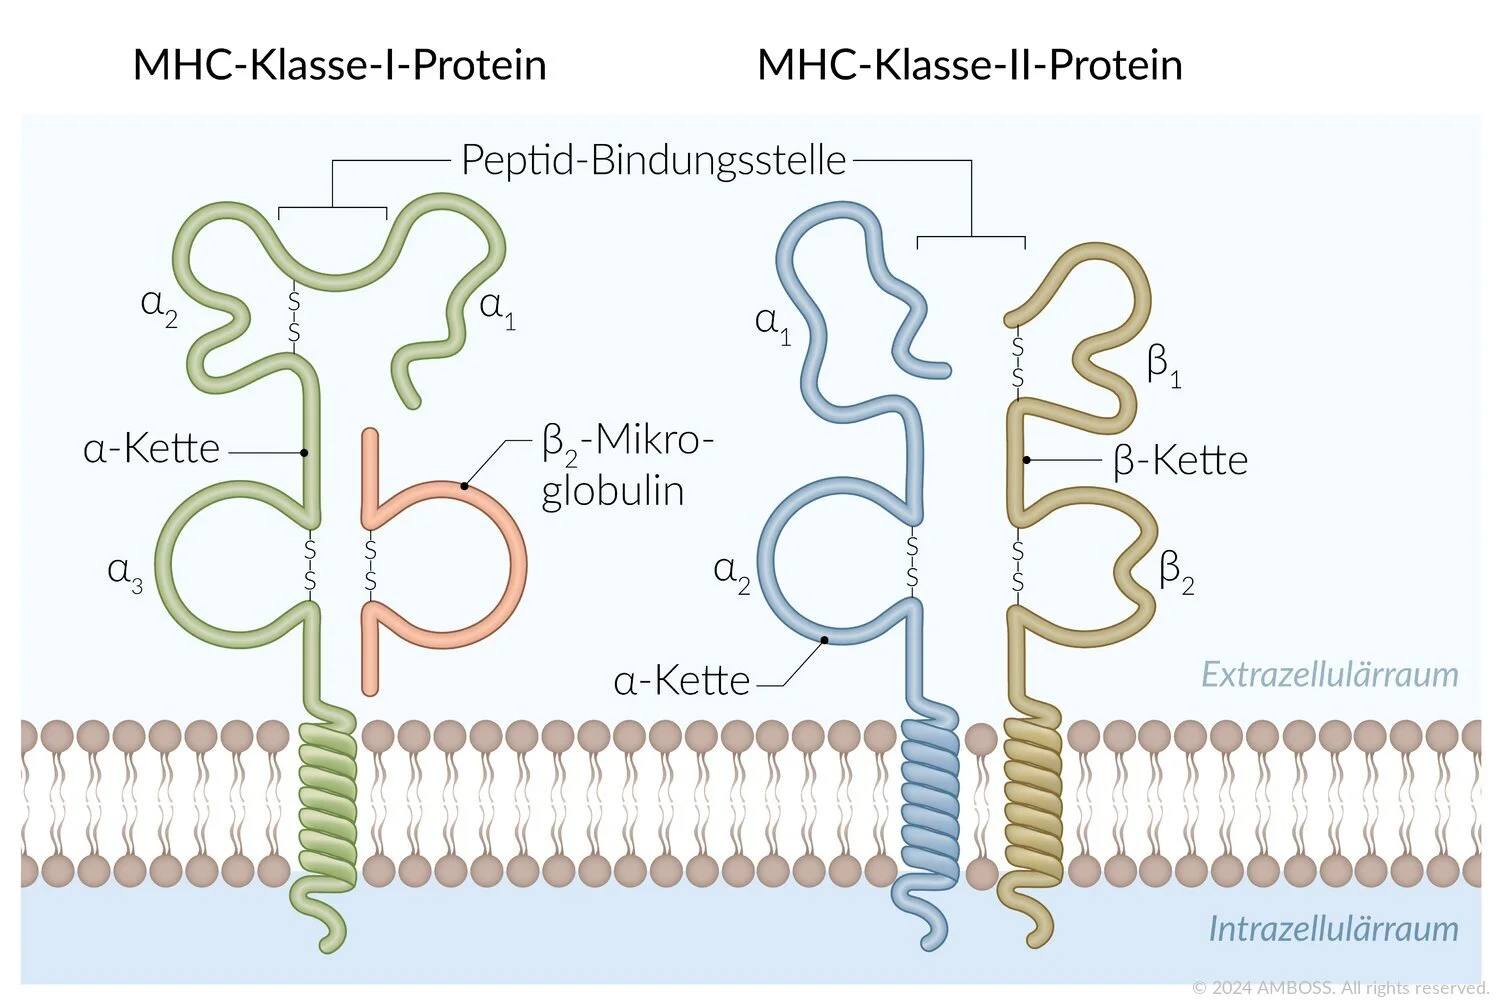 MHC-Klasse-I-Protein
MHC-Klasse-II-Protein
Peptid-Bindungsstelle
α2
S
S
α1
α-Kette
β2-Mikro-
globulin
α3
S
S
S
S
α1
S
S
β1
β-Kette
α2
S
S
S
S
β2
α-Kette
Extrazellulärraum
Intrazellulärraum
© 2024 AMBOSS. All rights reserved.